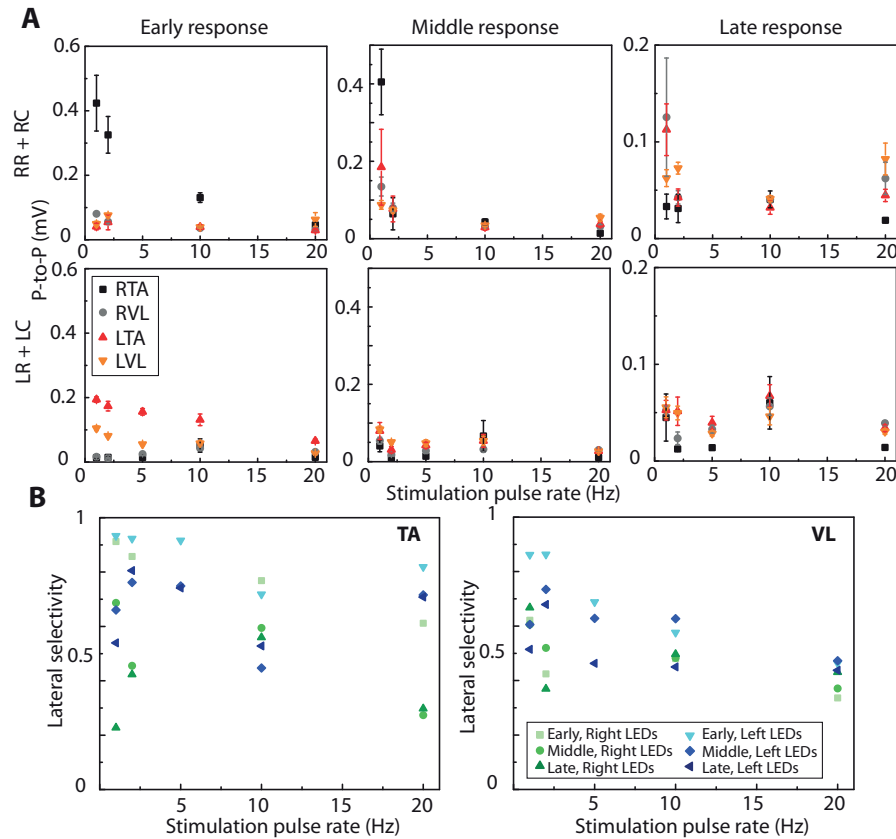 A
Early response
Middle response
Late response
RR + RC
LR + LC
P-to-P (mV)
0.6
0.4
0.2
0
0 5 10 15 20
0.4
0.2
0
0 5 10 15 20
0.2
0.1
0
0 5 10 15 20
0.6
0.4
0.2
0
0 5 10 15 20
RTA
RVL
LTA
LVL
0.4
0.2
0
0 5 10 15 20
0.2
0.1
0
0 5 10 15 20
Stimulation pulse rate (Hz)
B
Lateral selectivity
1
0.5
0
0 5 10 15 20
TA
Stimulation pulse rate (Hz)
Lateral selectivity
1
0.5
0
0 5 10 15 20
VL
Early, Right LEDs
Middle, Right LEDs
Late, Right LEDs
Early, Left LEDs
Middle, Left LEDs
Late, Left LEDs
Stimulation pulse rate (Hz)